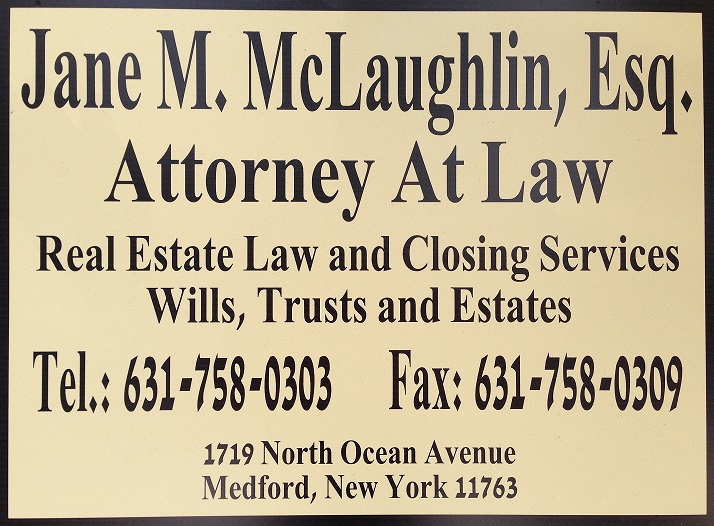 Jane M. McLaughlin, Esq.
Attorney At Law
Real Estate Law and Closing Services
Wills, Trusts and Estates
Tel.: 631-758-0303 Fax: 631-758-0309
1719 North Ocean Avenue
Medford, New York 11763